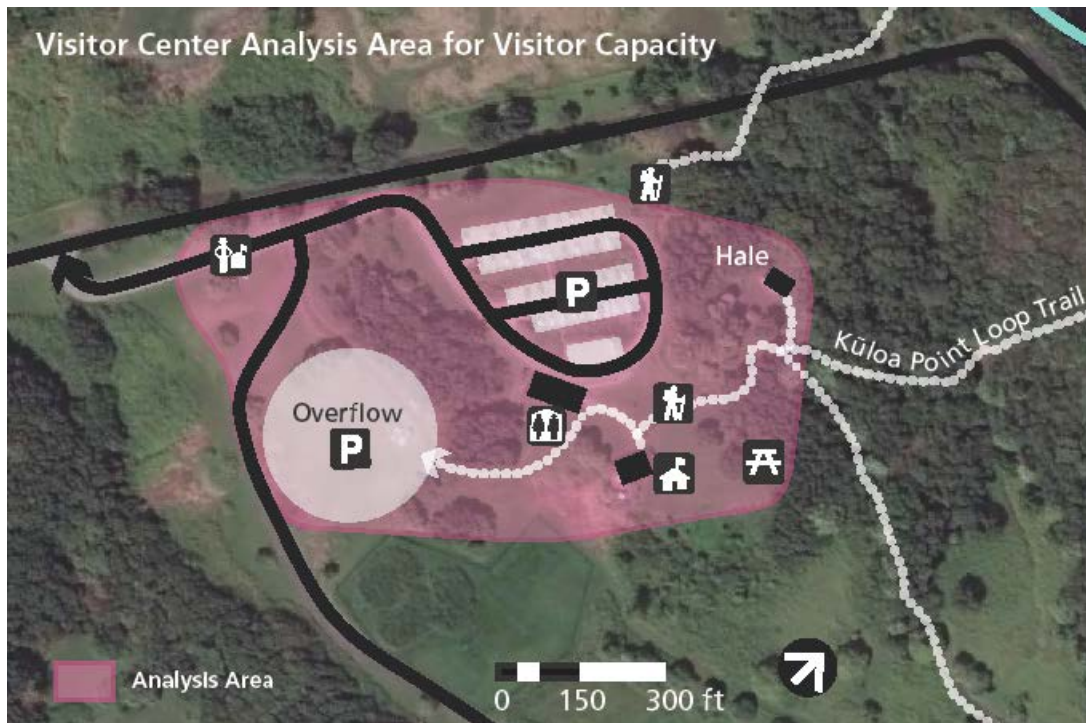 Visitor Center Analysis Area for Visitor Capacity
Hale
P
Kūloa Point Loop Trail
Overflow
P
Analysis Area
0 150 300 ft